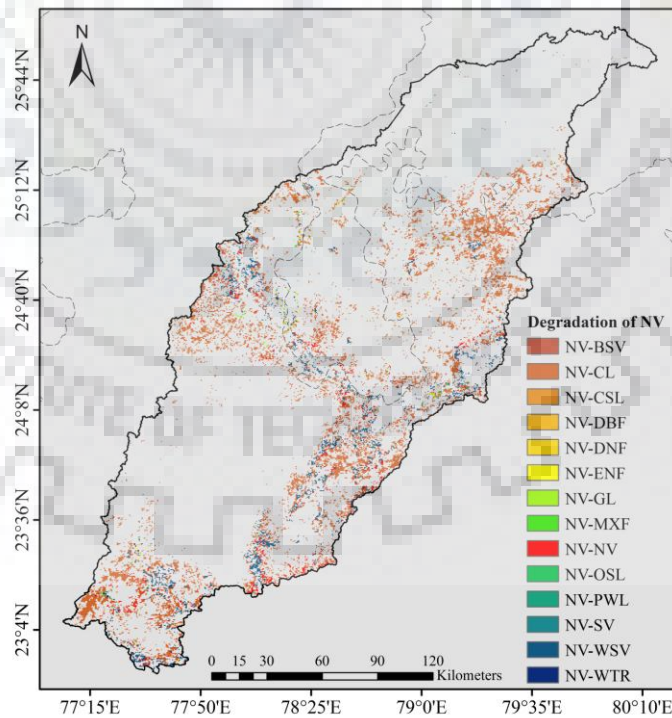 N
25°44'N
25°12'N
24°40'N
24°8'N
23°36'N
23°4'N
Degradation of NV
NV-BSV
NV-CL
NV-CSL
NV-DBF
NV-DNF
NV-ENF
NV-GL
NV-MXF
NV-NV
NV-OSL
NV-PWL
NV-SV
NV-WSV
NV-WTR
0 15 30 60 90 120
Kilometers
77°15'E 77°50'E 78°25'E 79°0'E 79°35'E 80°10'E